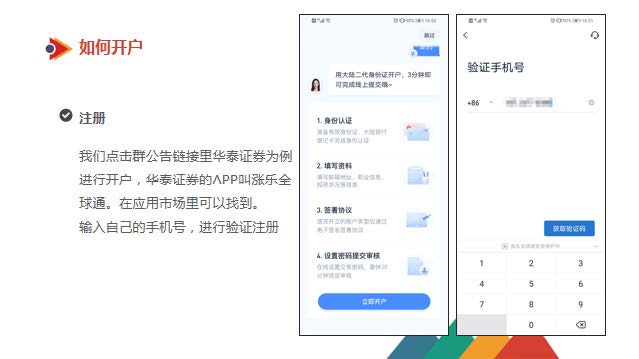 如何开户
注册
我们点击群公告链接里华泰证券为例
进行开户，华泰证券的APP叫涨乐全
球通。在应用市场里可以找到。
输入自己的手机号，进行验证注册
90% 16:02
跳过
用大陆二代身份证开户，3分钟即
可完成线上提交哦~
1. 身份认证
准备有效身份证、大陆银行
借记卡完成身份认证
2. 填写资料
填写邮箱地址、职业信息、
投资状况等信息
3. 签署协议
选完开立的账户类型后通过
电子签名签署协议
4. 设置密码提交审核
在线设置交易密码，最快30
分钟完成审核
立即开户
90% 16:01
验证手机号
+86
获取验证码
1 2 3
4 5 6
7 8 9
0